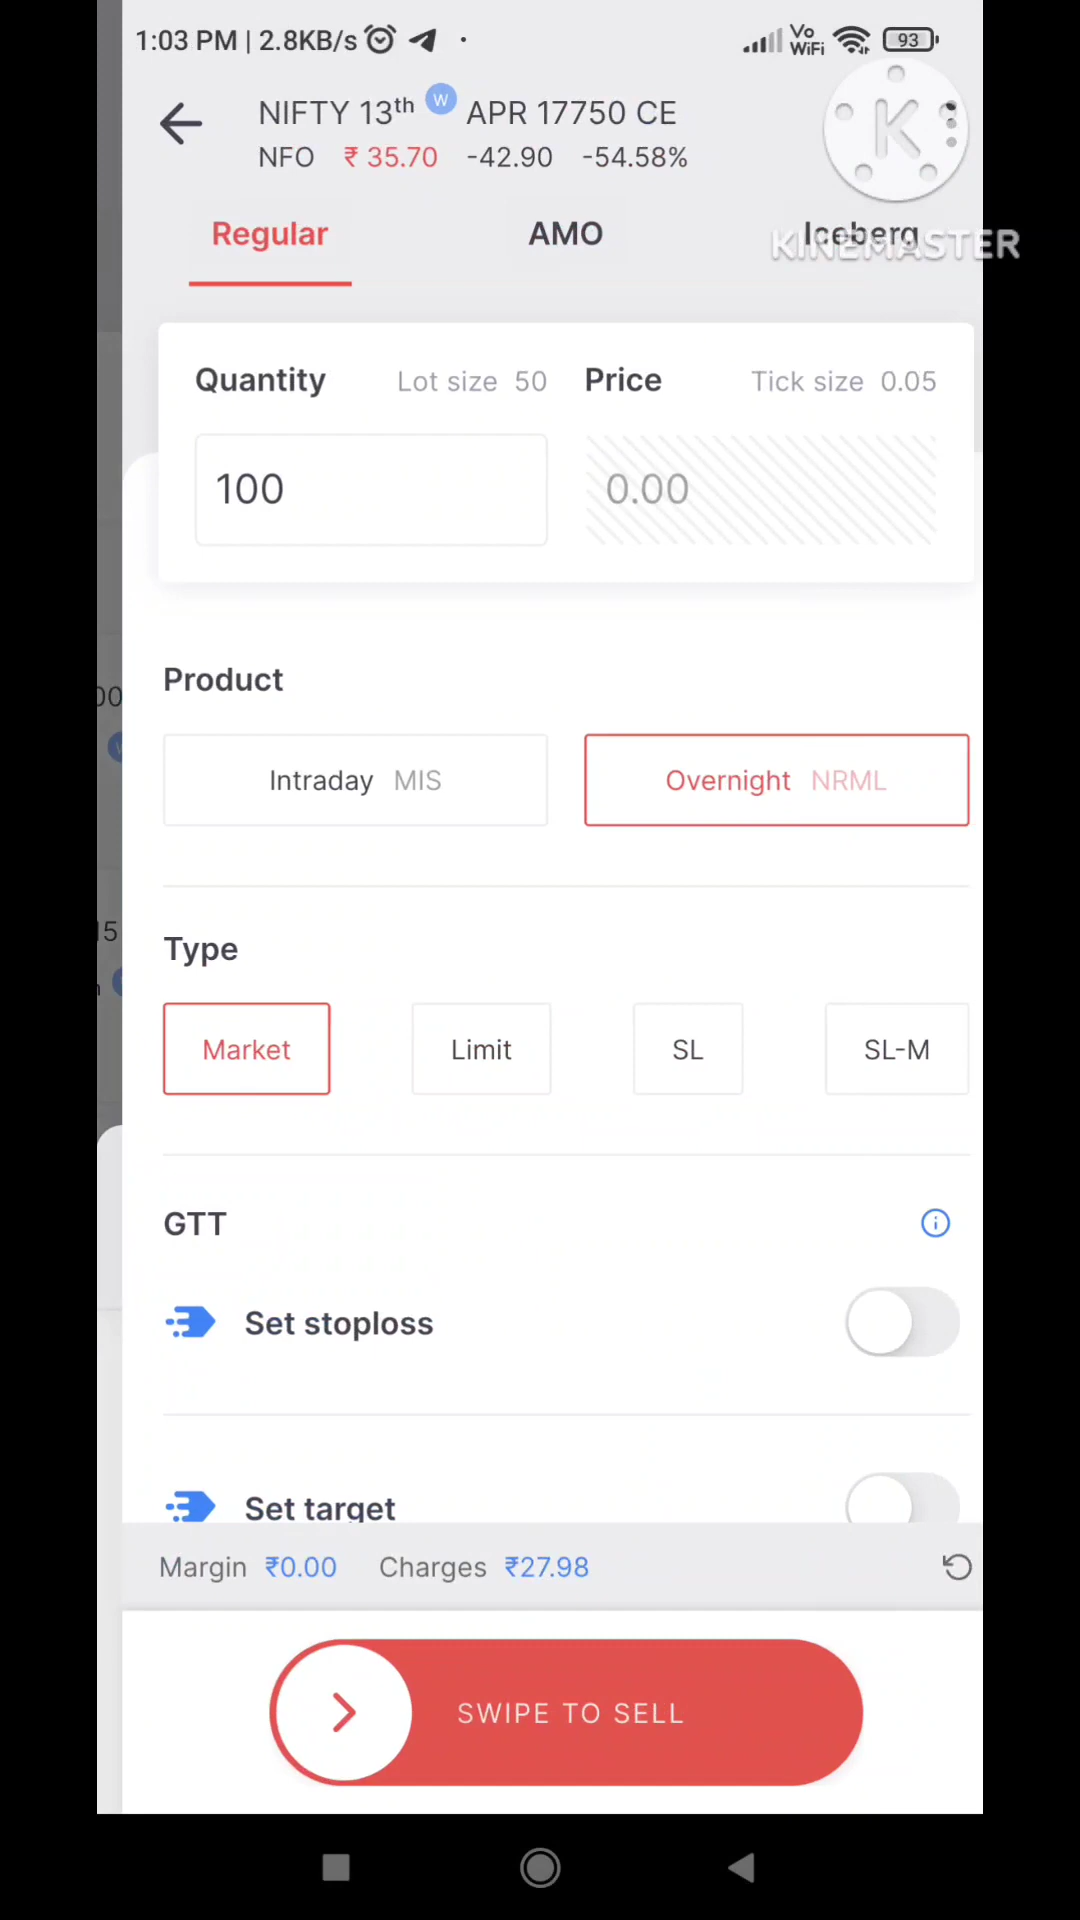 1:03 PM | 2.8KB/s
Vo WiFi 93
NIFTY 13th W APR 17750 CE
NFO ₹ 35.70 -42.90 -54.58%
K
Regular AMO Iceberg
KINEMASTER
Quantity Lot size 50 Price Tick size 0.05
100 0.00
Product
Intraday MIS Overnight NRML
Type
Market Limit SL SL-M
GTT
Set stoploss
Set target
Margin ₹0.00 Charges ₹27.98
SWIPE TO SELL